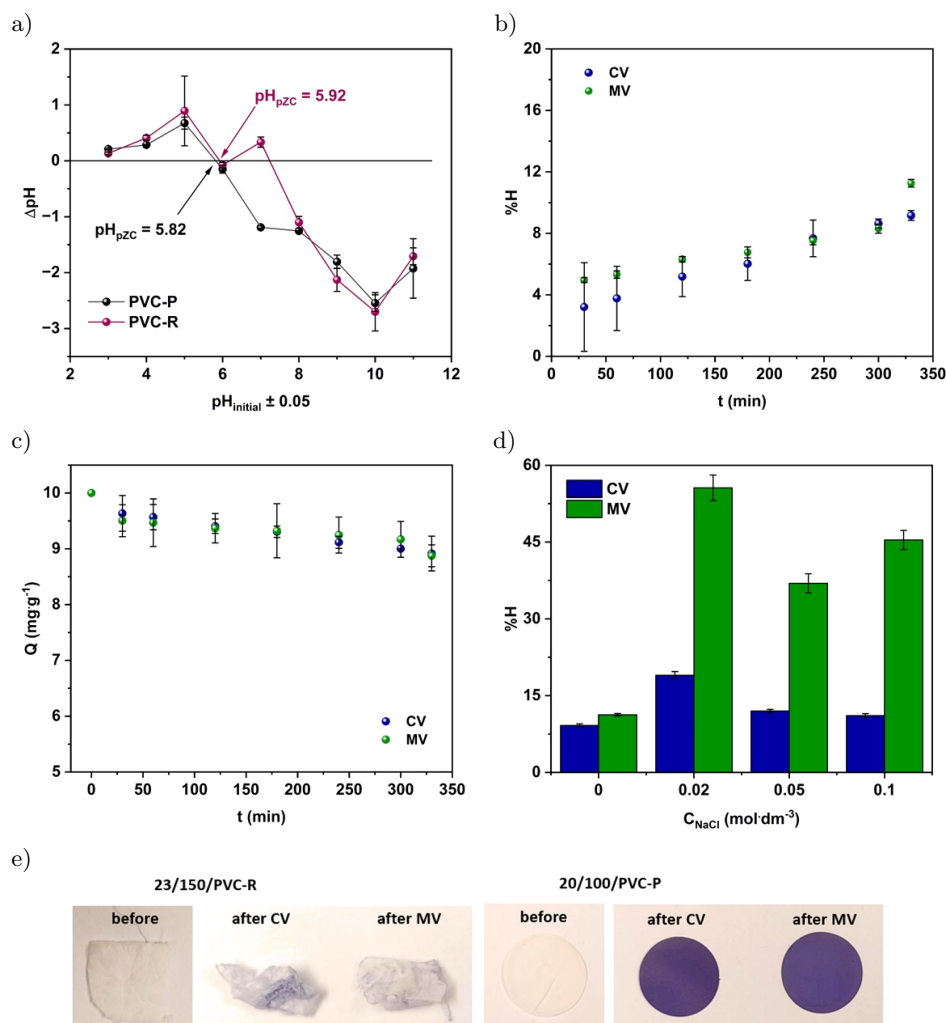 a)
2
1
0
−1
−2
−3
ΔpH
pH_pZC = 5.92
pH_pZC = 5.82
PVC-P
PVC-R
2 4 6 8 10 12
pH_initial ± 0.05
b)
20
16
12
8
4
0
%H
CV
MV
0 50 100 150 200 250 300 350
t (min)
c)
10
9
8
7
6
5
Q (mg·g⁻¹)
CV
MV
0 50 100 150 200 250 300 350
t (min)
d)
60
45
30
15
0
%H
CV
MV
0 0.02 0.05 0.1
C_NaCl (mol·dm⁻³)
e)
23/150/PVC-R 20/100/PVC-P
before after CV after MV before after CV after MV